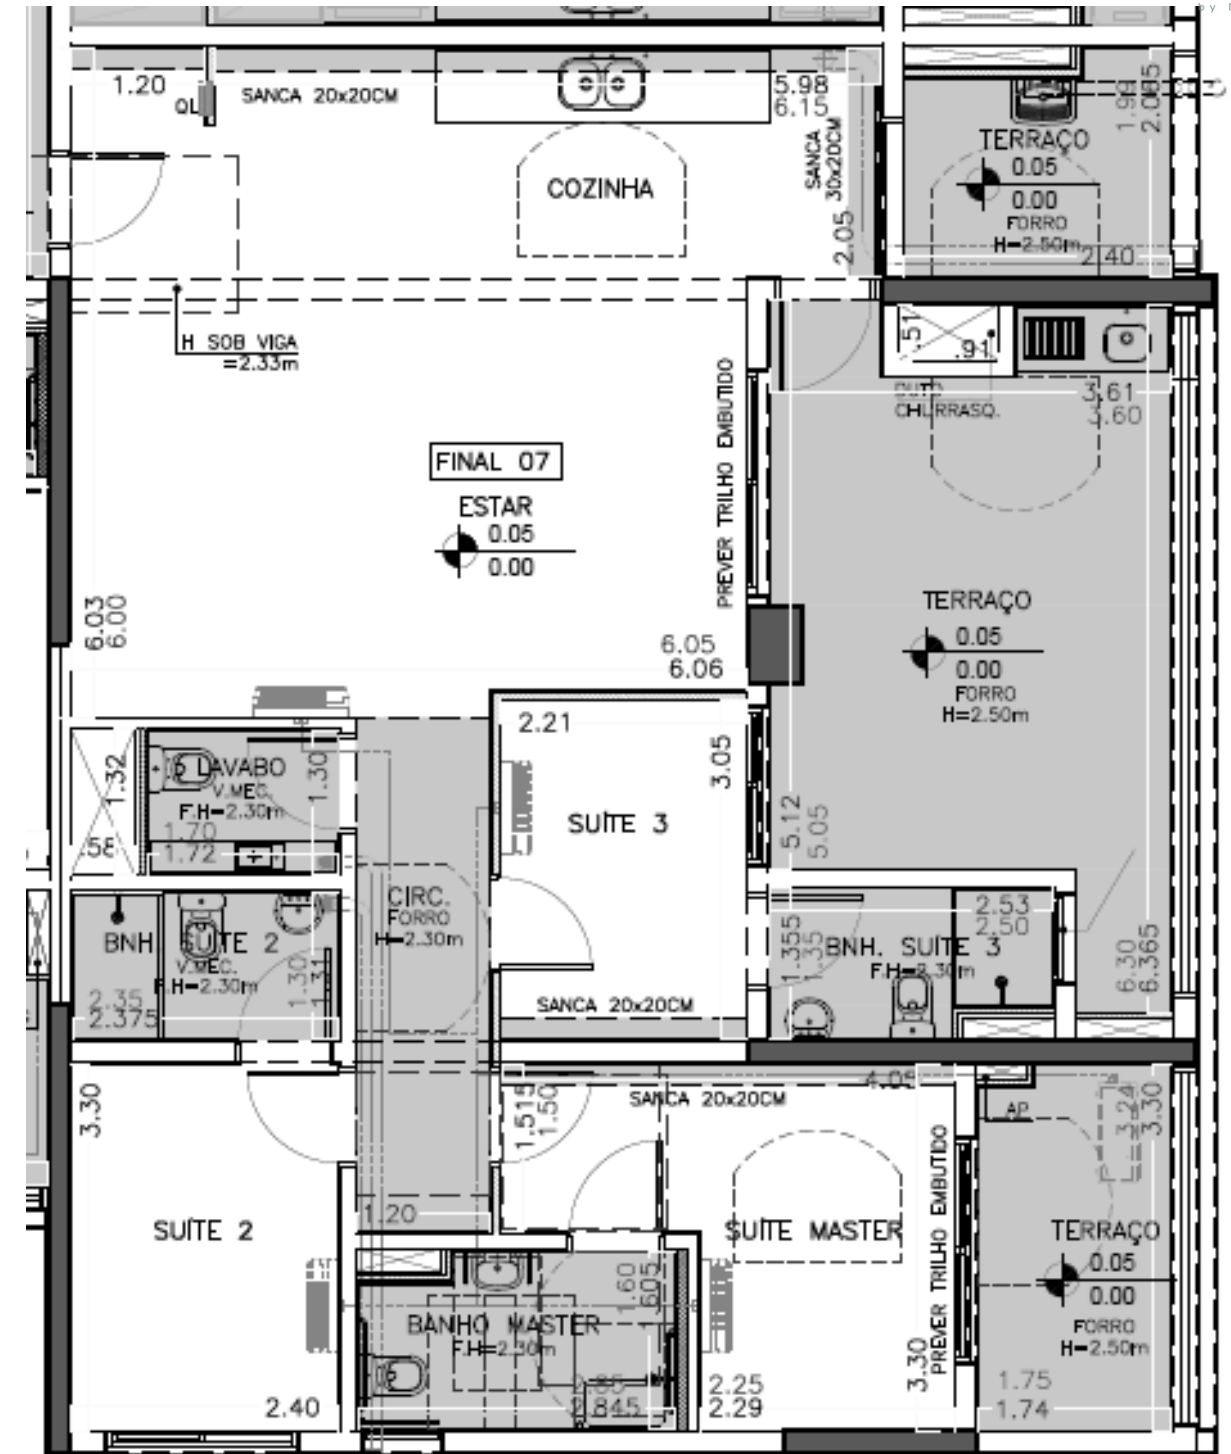 by
1.20
QL
SANCA 20x20CM
5.98
6.15
SANCA
30x20CM
2.05
COZINHA
TERRAÇO
0.05
0.00
FORRO
H=2.50m
1.99
2.085
2.40
H SOB VIGA
=2.33m
.51
.91
DUTO
CHURRASQ.
3.61
3.60
PREVER TRILHO EMBUTIDO
FINAL 07
ESTAR
0.05
0.00
6.03
6.00
6.05
6.06
TERRAÇO
0.05
0.00
FORRO
H=2.50m
2.21
3.05
SUÍTE 3
1.32
.58
LAVABO
V.MEC.
F.H=2.30m
1.30
1.70
1.72
5.12
5.05
CIRC.
FORRO
H=2.30m
BNH. SUÍTE 2
V.MEC.
F.H=2.30m
1.30
1.31
2.35
2.375
SANCA 20x20CM
1.355
1.35
2.53
2.50
BNH. SUÍTE 3
F.H=2.30m
6.30
6.365
3.30
1.515
1.50
SANCA 20x20CM
4.05
AP
3.24
3.30
1.20
SUÍTE 2
SUÍTE MASTER
PREVER TRILHO EMBUTIDO
TERRAÇO
0.05
0.00
FORRO
H=2.50m
1.60
1.605
BANHO MASTER
F.H=2.30m
2.40
2.85
2.845
2.25
2.29
3.30
1.75
1.74